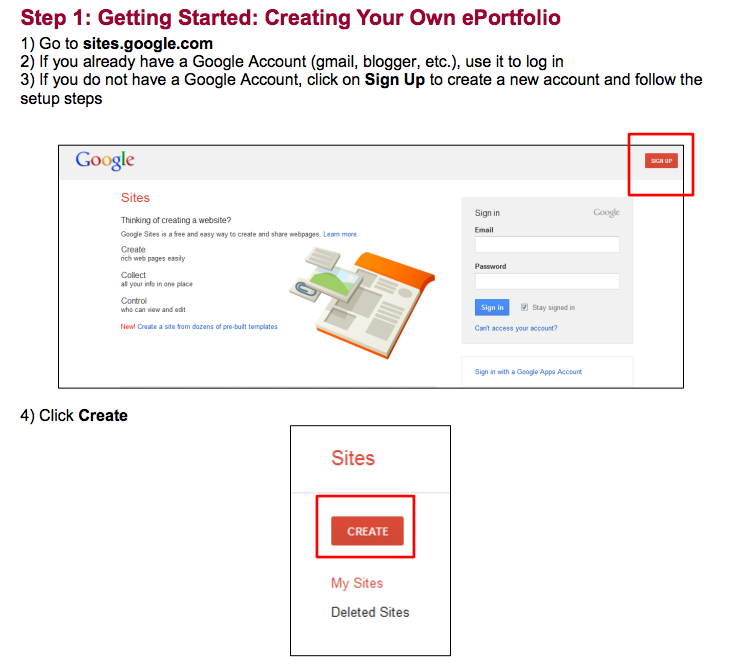 Step 1: Getting Started: Creating Your Own ePortfolio
1) Go to sites.google.com
2) If you already have a Google Account (gmail, blogger, etc.), use it to log in
3) If you do not have a Google Account, click on Sign Up to create a new account and follow the
setup steps
Google
SIGN UP
Sites
Thinking of creating a website?
Google Sites is a free and easy way to create and share webpages. Learn more.
Create
rich web pages easily
Collect
all your info in one place
Control
who can view and edit
New! Create a site from dozens of pre-built templates
Sign in Google
Email
Password
Sign in Stay signed in
Can't access your account?
Sign in with a Google Apps Account
4) Click Create
Sites
CREATE
My Sites
Deleted Sites